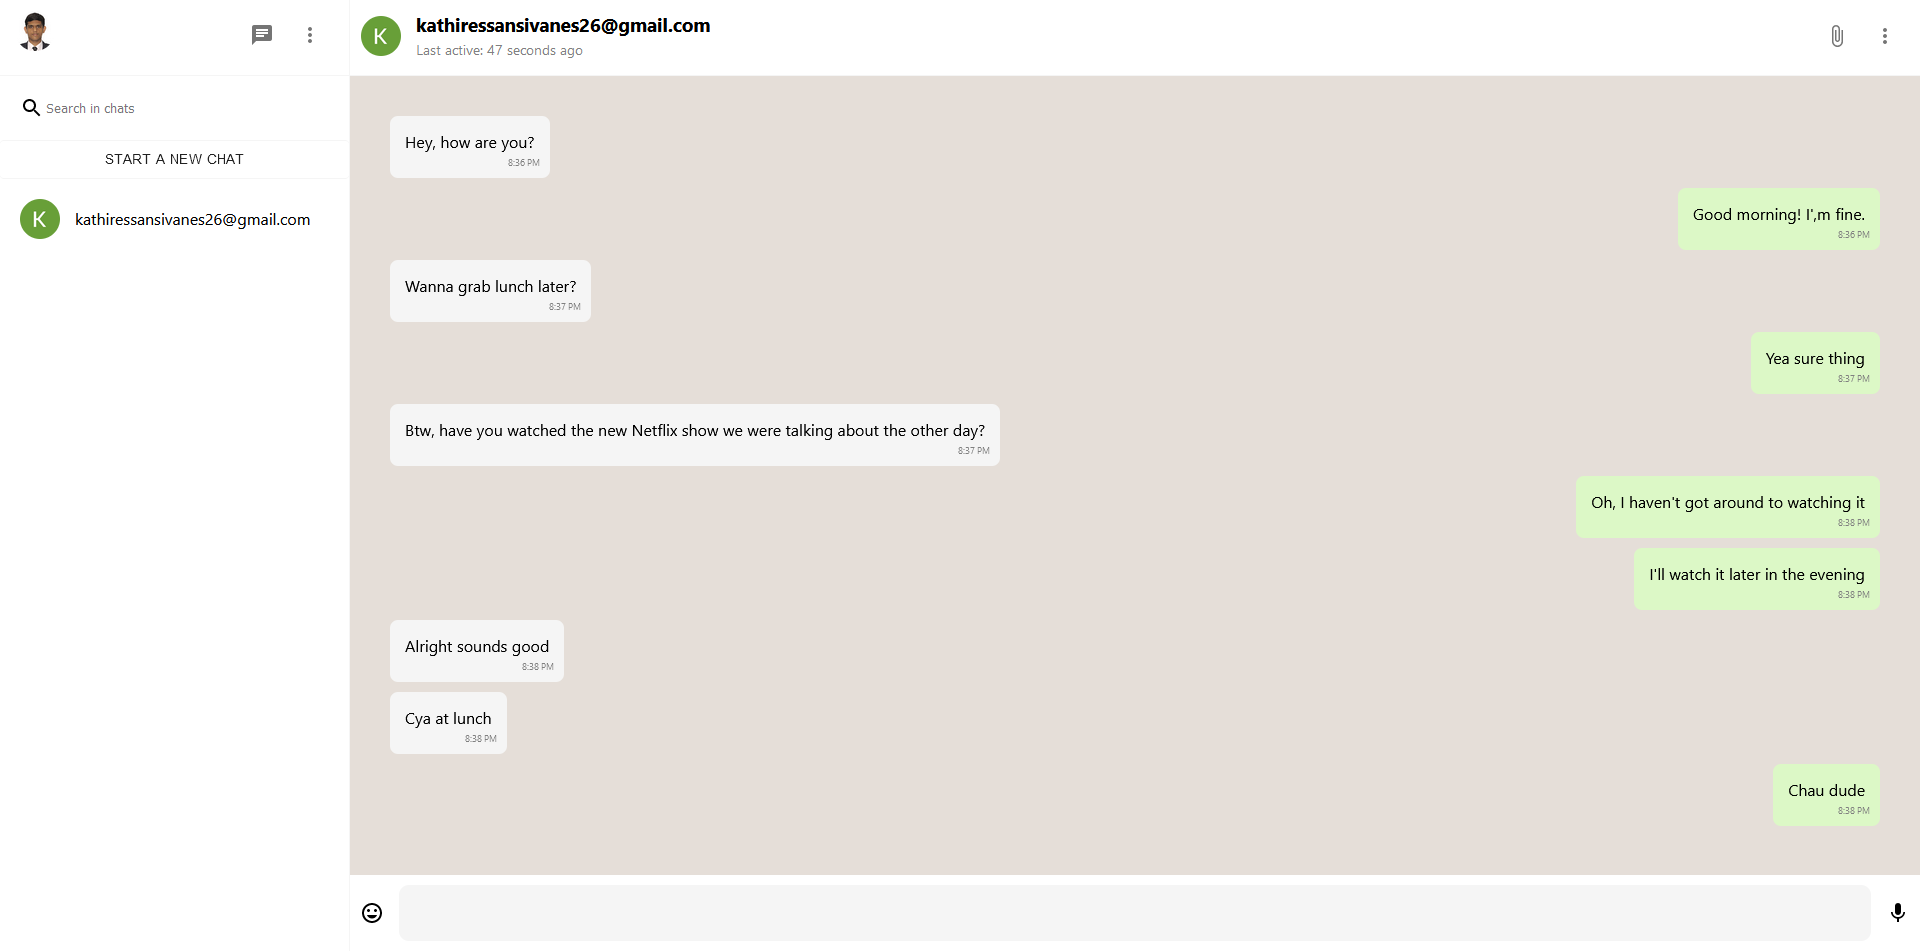 K
kathiressansivanes26@gmail.com
Last active: 47 seconds ago
Search in chats
START A NEW CHAT
K
kathiressansivanes26@gmail.com
Hey, how are you?
8:36 PM
Good morning! I',m fine.
8:36 PM
Wanna grab lunch later?
8:37 PM
Yea sure thing
8:37 PM
Btw, have you watched the new Netflix show we were talking about the other day?
8:37 PM
Oh, I haven't got around to watching it
8:38 PM
I'll watch it later in the evening
8:38 PM
Alright sounds good
8:38 PM
Cya at lunch
8:38 PM
Chau dude
8:38 PM